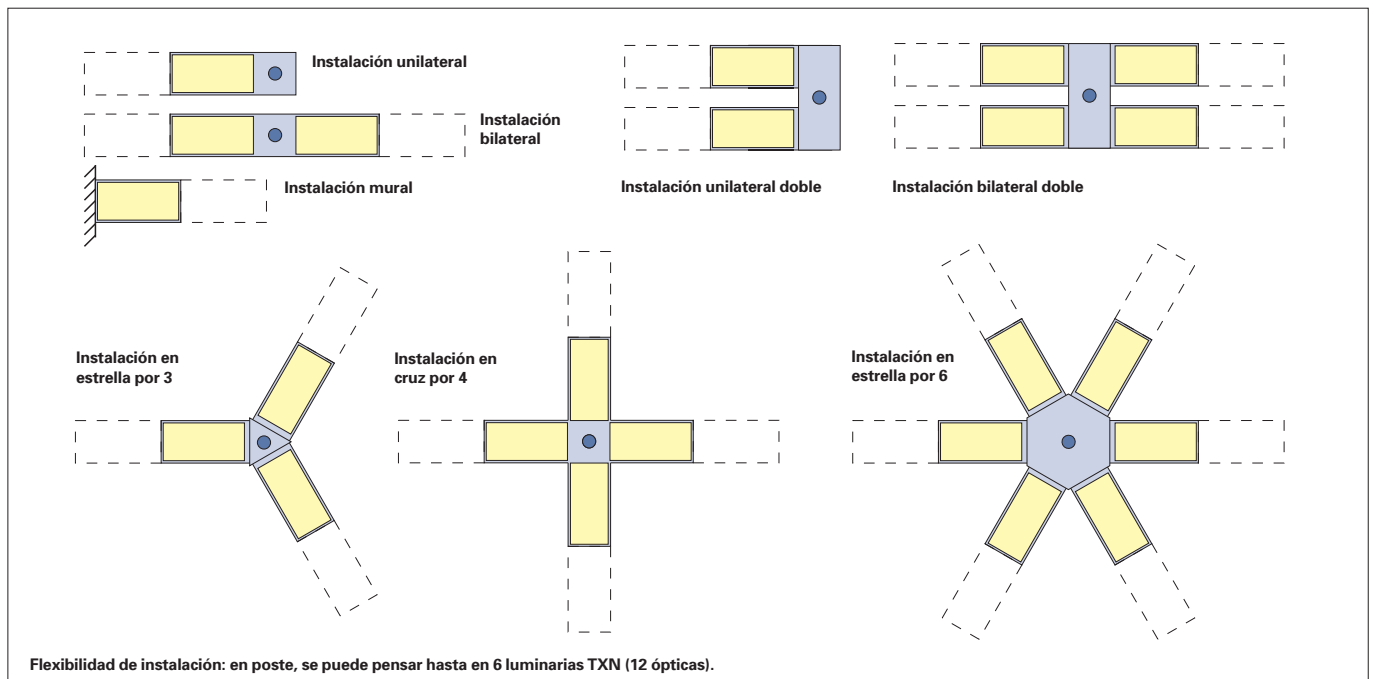 Instalación unilateral
Instalación
bilateral
Instalación mural
Instalación unilateral doble
Instalación bilateral doble
Instalación en
estrella por 3
Instalación en
cruz por 4
Instalación en
estrella por 6
Flexibilidad de instalación: en poste, se puede pensar hasta en 6 luminarias TXN (12 ópticas).